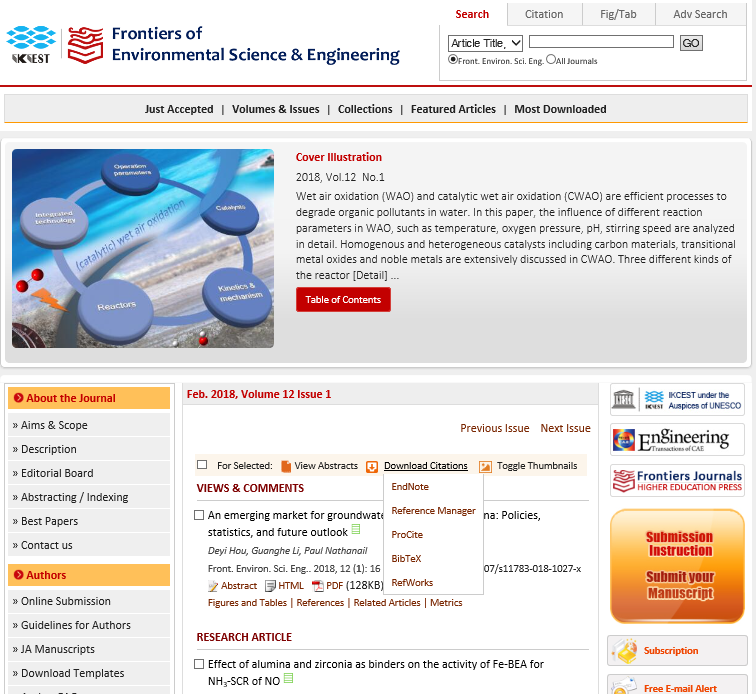 Search
Citation
Fig/Tab
Adv Search
IKCEST
Frontiers of
Environmental Science & Engineering
Article Title,
GO
Front. Environ. Sci. Eng. All Journals
Just Accepted | Volumes & Issues | Collections | Featured Articles | Most Downloaded
Operation
parameters
Integrated
technology
Catalysts
(catalytic) wet air oxidation
Reactors
Kinetics &
mechanism
Cover Illustration
2018, Vol.12 No.1
Wet air oxidation (WAO) and catalytic wet air oxidation (CWAO) are efficient processes to
degrade organic pollutants in water. In this paper, the influence of different reaction
parameters in WAO, such as temperature, oxygen pressure, pH, stirring speed are analyzed
in detail. Homogenous and heterogeneous catalysts including carbon materials, transitional
metal oxides and noble metals are extensively discussed in CWAO. Three different kinds of
the reactor [Detail] ...
Table of Contents
About the Journal
» Aims & Scope
» Description
» Editorial Board
» Abstracting / Indexing
» Best Papers
» Contact us
Authors
» Online Submission
» Guidelines for Authors
» JA Manuscripts
» Download Templates
Feb. 2018, Volume 12 Issue 1
Previous Issue Next Issue
For Selected: View Abstracts Download Citations Toggle Thumbnails
EndNote
Reference Manager
ProCite
BibTeX
RefWorks
VIEWS & COMMENTS
An emerging market for groundwate na: Policies,
statistics, and future outlook
Deyi Hou, Guanghe Li, Paul Nathanail
Front. Environ. Sci. Eng.. 2018, 12 (1): 16 07/s11783-018-1027-x
Abstract HTML PDF (128KB)
Figures and Tables | References | Related Articles | Metrics
RESEARCH ARTICLE
Effect of alumina and zirconia as binders on the activity of Fe-BEA for
NH3-SCR of NO
IKCEST under the
Auspices of UNESCO
Engineering
Transactions of CAE
Frontiers Journals
HIGHER EDUCATION PRESS
Submission
Instruction
Submit your
Manuscript
Subscription
Free E-mail Alert